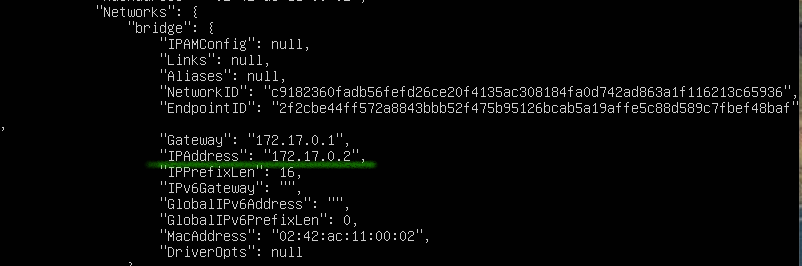 "Networks": {
"bridge": {
"IPAMConfig": null,
"Links": null,
"Aliases": null,
"NetworkID": "c9182360fadb56fefd26ce20f4135ac308184fa0d742ad863a1f116213c65936",
"EndpointID": "2f2cbe44ff572a8843bbb52f475b95126bcab5a19affe5c88d589c7fbef48baf"
,
"Gateway": "172.17.0.1",
"IPAddress": "172.17.0.2",
"IPPrefixLen": 16,
"IPv6Gateway": "",
"GlobalIPv6Address": "",
"GlobalIPv6PrefixLen": 0,
"MacAddress": "02:42:ac:11:00:02",
"DriverOpts": null